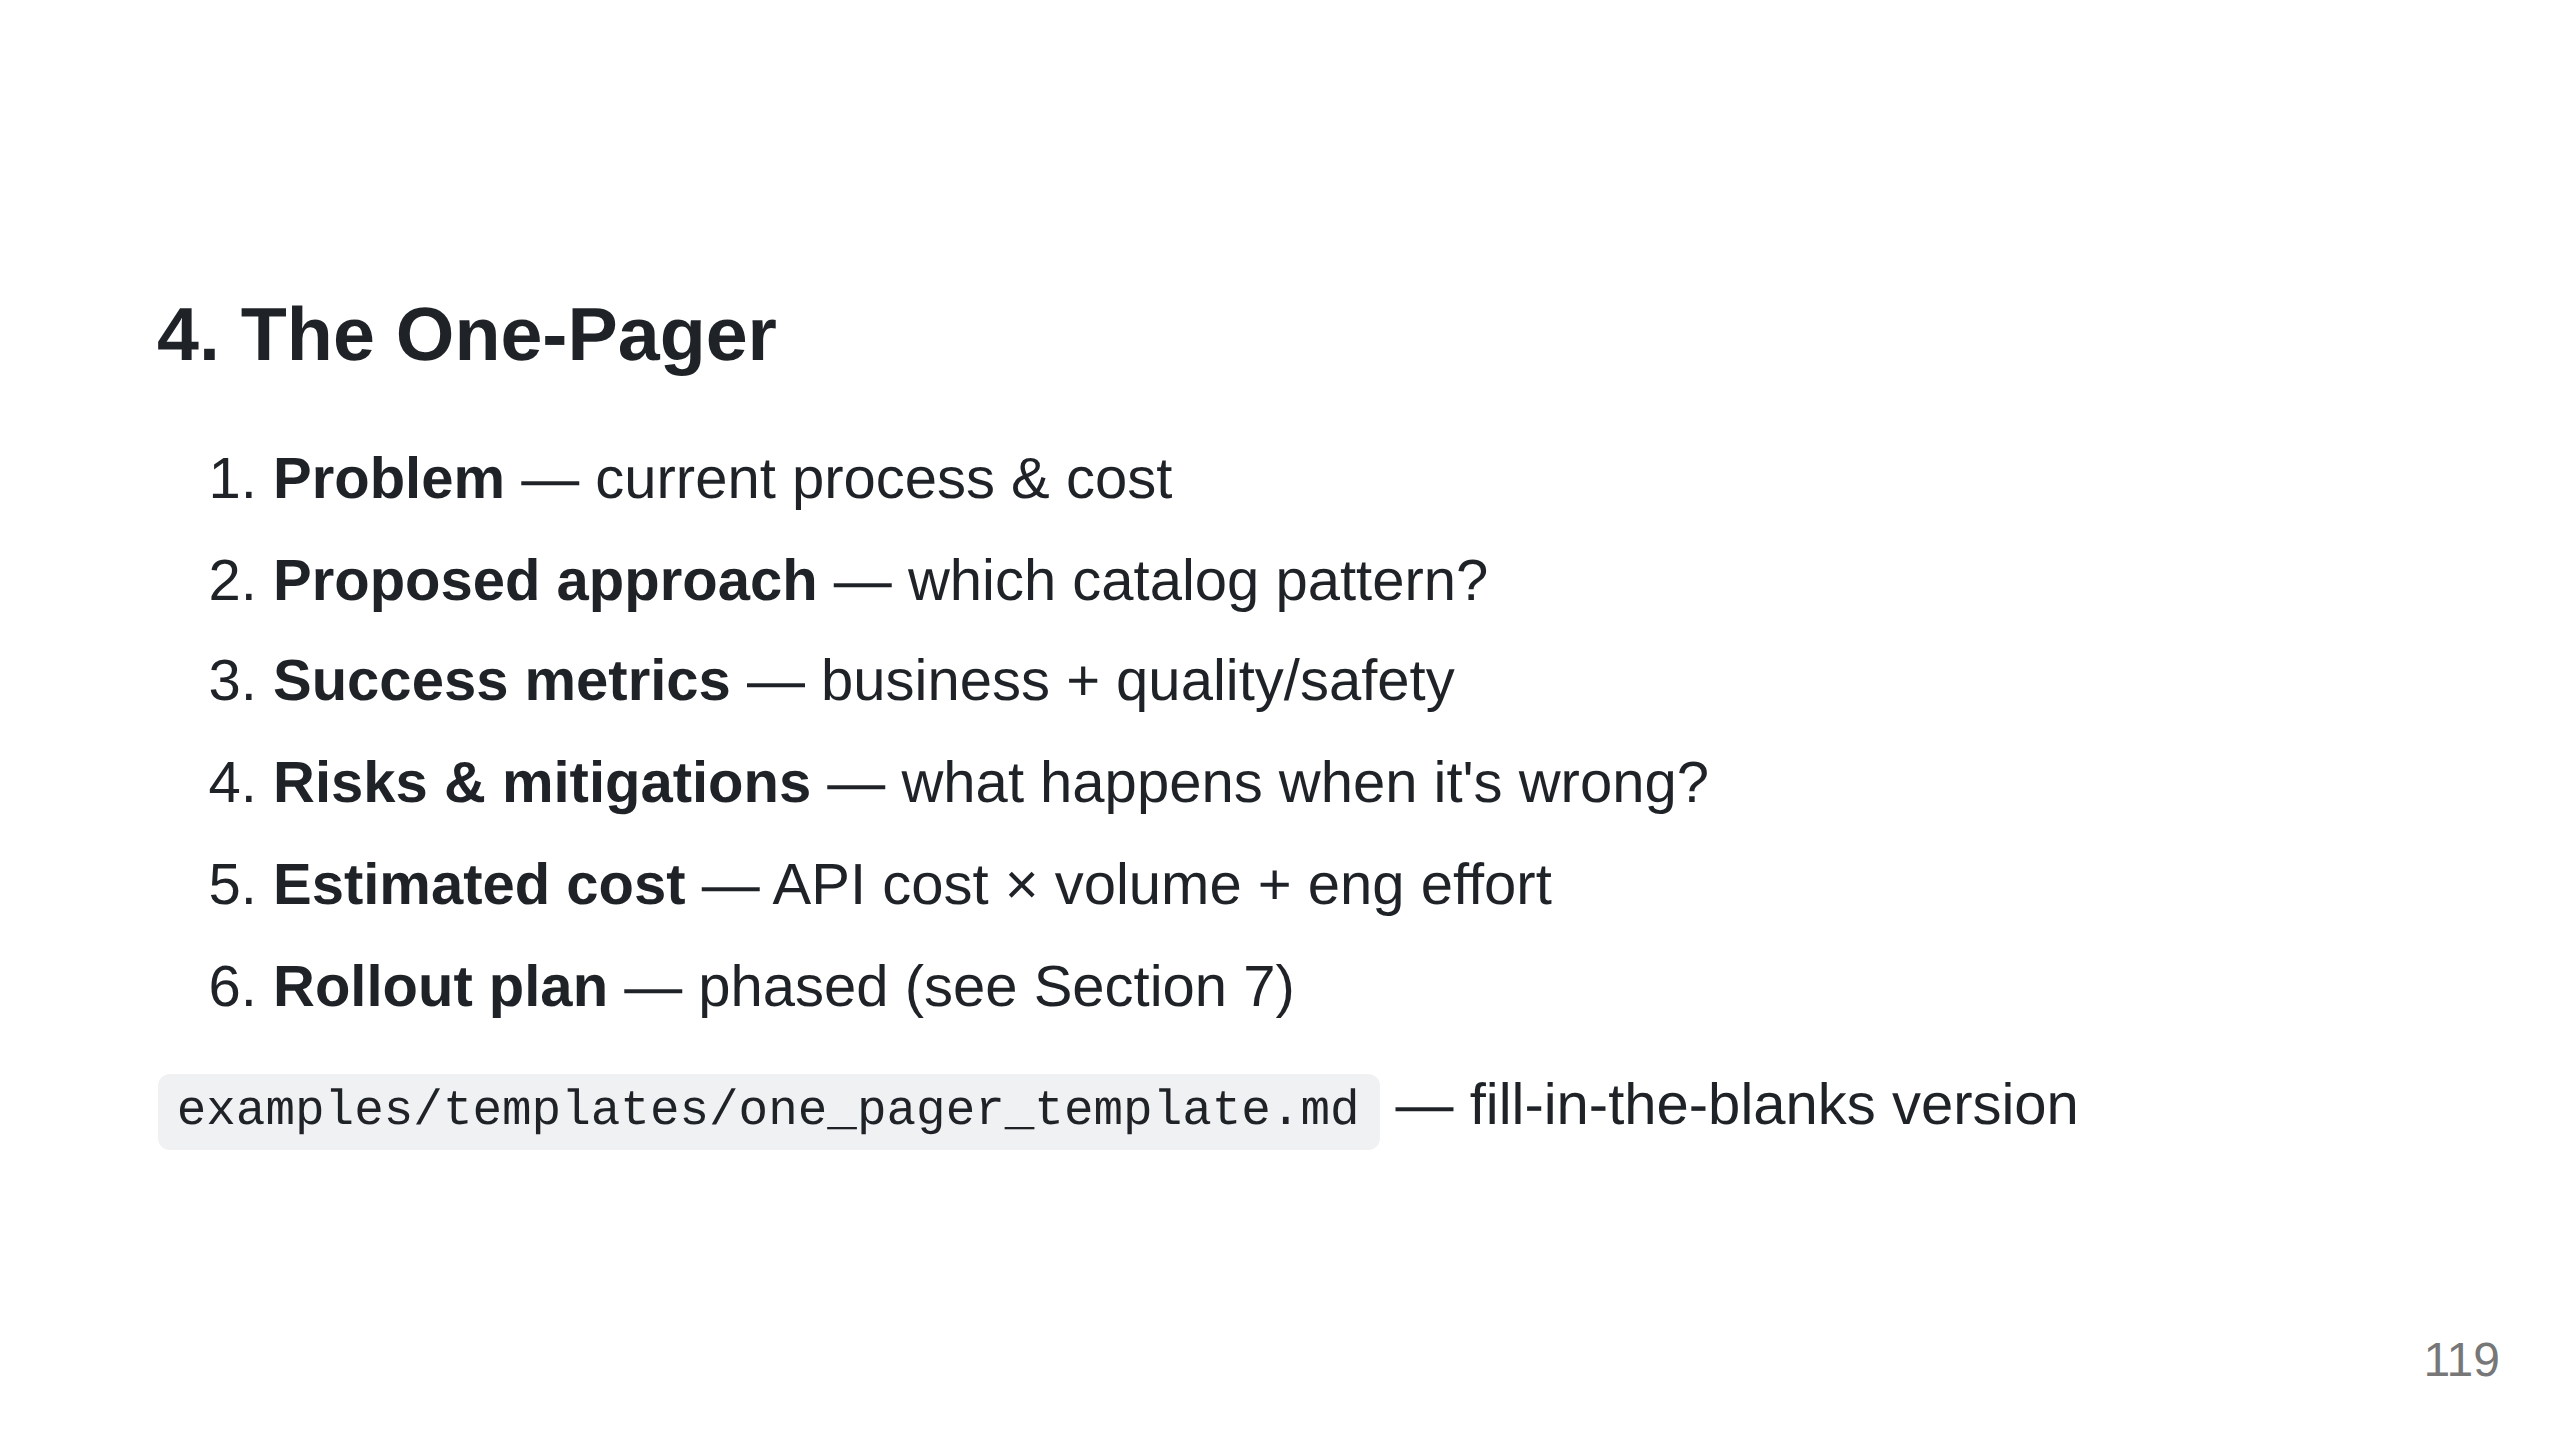 4. The One-Pager
1. Problem — current process & cost
2. Proposed approach — which catalog pattern?
3. Success metrics — business + quality/safety
4. Risks & mitigations — what happens when it's wrong?
5. Estimated cost — API cost × volume + eng effort
6. Rollout plan — phased (see Section 7)
examples/templates/one_pager_template.md — fill-in-the-blanks version
119